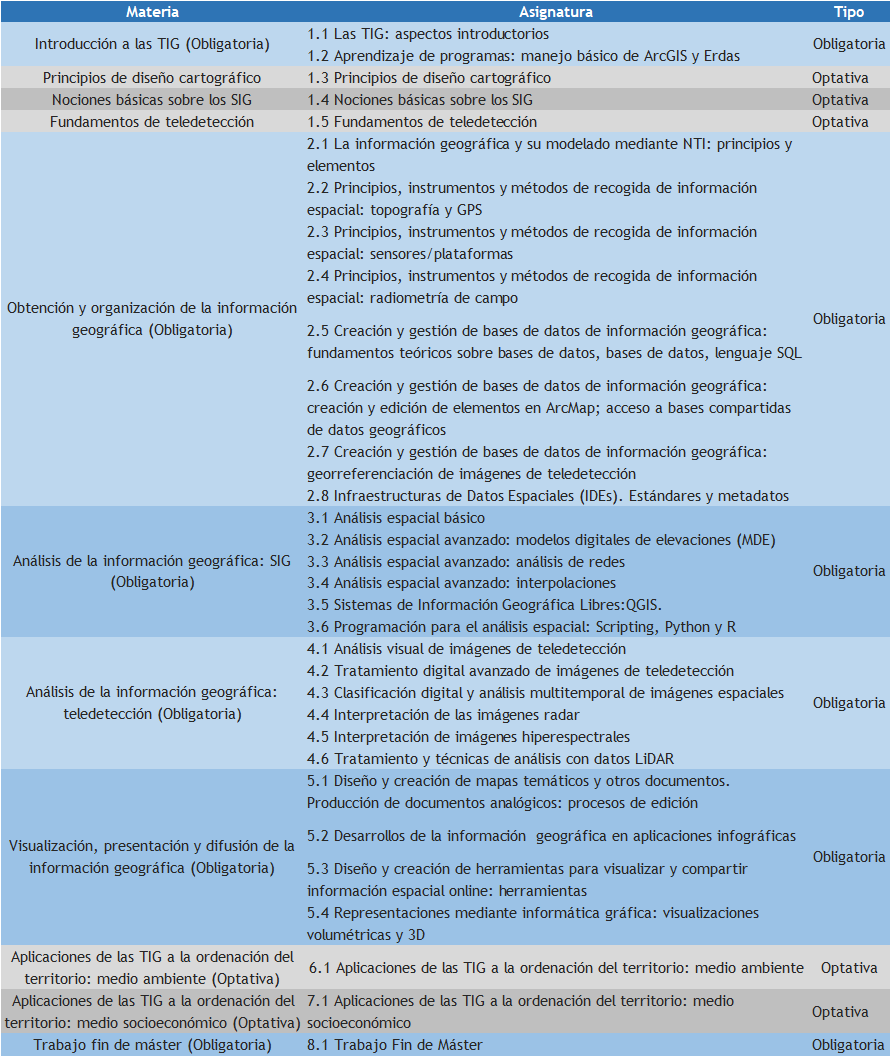 Materia Asignatura Tipo
Introducción a las TIG (Obligatoria)
1.1 Las TIG: aspectos introductorios
1.2 Aprendizaje de programas: manejo básico de ArcGIS y Erdas
Obligatoria
Principios de diseño cartográfico 1.3 Principios de diseño cartográfico Optativa
Nociones básicas sobre los SIG 1.4 Nociones básicas sobre los SIG Optativa
Fundamentos de teledetección 1.5 Fundamentos de teledetección Optativa
Obtención y organización de la información
geográfica (Obligatoria)
2.1 La información geográfica y su modelado mediante NTI: principios y
elementos
2.2 Principios, instrumentos y métodos de recogida de información
espacial: topografía y GPS
2.3 Principios, instrumentos y métodos de recogida de información
espacial: sensores/plataformas
2.4 Principios, instrumentos y métodos de recogida de información
espacial: radiometría de campo
2.5 Creación y gestión de bases de datos de información geográfica:
fundamentos teóricos sobre bases de datos, bases de datos, lenguaje SQL
2.6 Creación y gestión de bases de datos de información geográfica:
creación y edición de elementos en ArcMap; acceso a bases compartidas
de datos geográficos
2.7 Creación y gestión de bases de datos de información geográfica:
georreferenciación de imágenes de teledetección
2.8 Infraestructuras de Datos Espaciales (IDEs). Estándares y metadatos
Obligatoria
Análisis de la información geográfica: SIG
(Obligatoria)
3.1 Análisis espacial básico
3.2 Análisis espacial avanzado: modelos digitales de elevaciones (MDE)
3.3 Análisis espacial avanzado: análisis de redes
3.4 Análisis espacial avanzado: interpolaciones
3.5 Sistemas de Información Geográfica Libres:QGIS.
3.6 Programación para el análisis espacial: Scripting, Python y R
Obligatoria
Análisis de la información geográfica:
teledetección (Obligatoria)
4.1 Análisis visual de imágenes de teledetección
4.2 Tratamiento digital avanzado de imágenes de teledetección
4.3 Clasificación digital y análisis multitemporal de imágenes espaciales
4.4 Interpretación de las imágenes radar
4.5 Interpretación de imágenes hiperespectrales
4.6 Tratamiento y técnicas de análisis con datos LiDAR
Obligatoria
Visualización, presentación y difusión de la
información geográfica (Obligatoria)
5.1 Diseño y creación de mapas temáticos y otros documentos.
Producción de documentos analógicos: procesos de edición
5.2 Desarrollos de la información geográfica en aplicaciones infográficas
5.3 Diseño y creación de herramientas para visualizar y compartir
información espacial online: herramientas
5.4 Representaciones mediante informática gráfica: visualizaciones
volumétricas y 3D
Obligatoria
Aplicaciones de las TIG a la ordenación del
territorio: medio ambiente (Optativa)
6.1 Aplicaciones de las TIG a la ordenación del territorio: medio ambiente
Optativa
Aplicaciones de las TIG a la ordenación del
territorio: medio socioeconómico (Optativa)
7.1 Aplicaciones de las TIG a la ordenación del territorio: medio
socioeconómico
Optativa
Trabajo fin de máster (Obligatoria) 8.1 Trabajo Fin de Máster Obligatoria